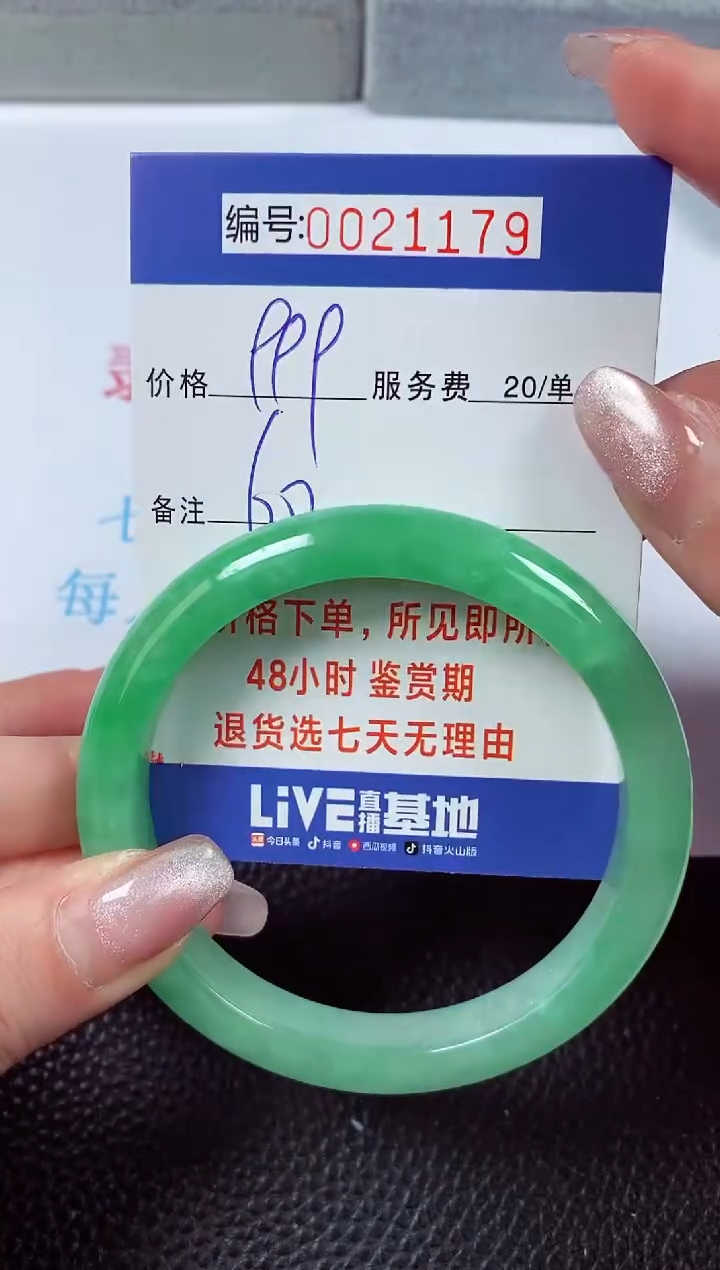 编号:0021179
价格 999 服务费 20/单
备注 60
价格下单，所见即所
48小时 鉴赏期
退货选七天无理由
LiVE直播基地
今日头条 抖音 西瓜视频 抖音火山版
每